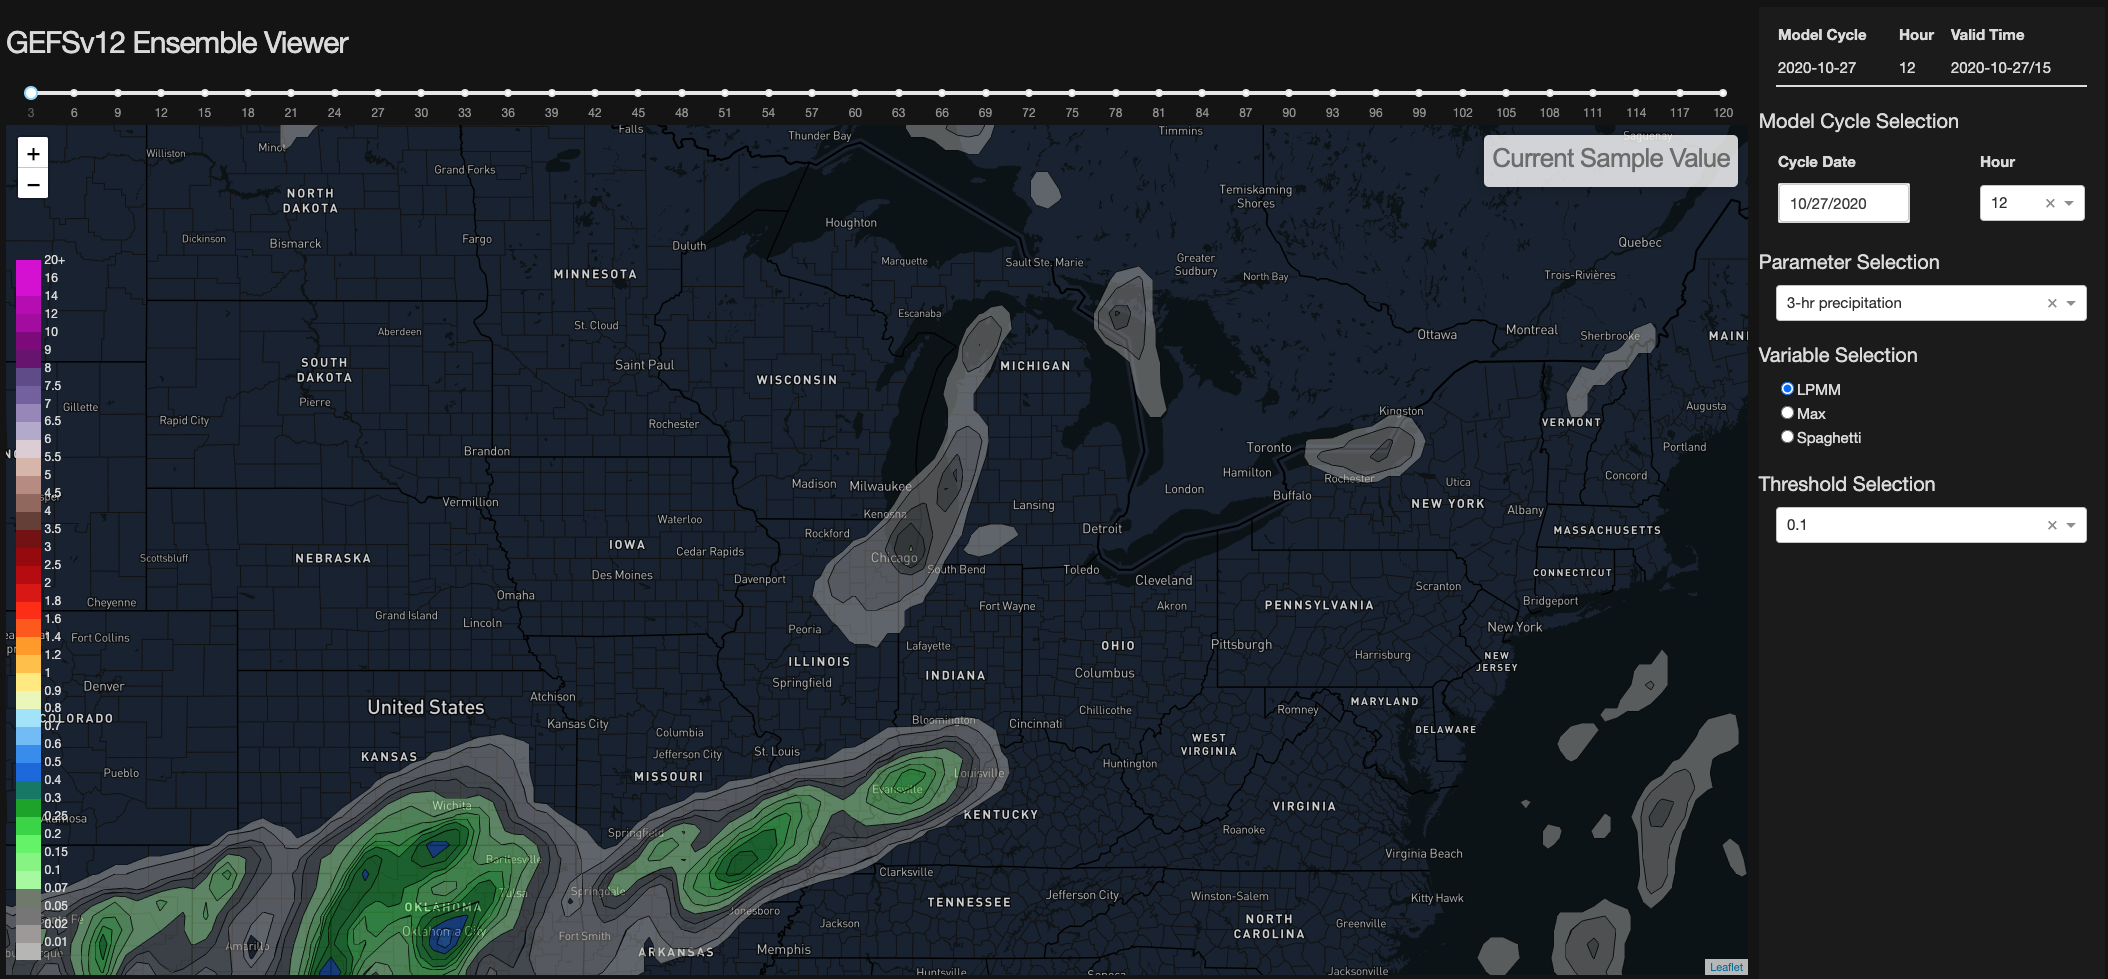 GEFSv12 Ensemble Viewer
3 6 9 12 15 18 21 24 27 30 33 36 39 42 45 48 51 54 57 60 63 66 69 72 75 78 81 84 87 90 93 96 99 102 105 108 111 114 117 120
Model Cycle Hour Valid Time
2020-10-27 12 2020-10-27/15
Model Cycle Selection
Cycle Date Hour
10/27/2020 12
Parameter Selection
3-hr precipitation
Variable Selection
LPMM
Max
Spaghetti
Threshold Selection
0.1
+
−
Current Sample Value
20+
16
14
12
10
9
8
7.5
7
6.5
6
5.5
5
4.5
4
3.5
3
2.5
2
1.8
1.6
1.4
1.2
1
0.9
0.8
0.7
0.6
0.5
0.4
0.3
0.25
0.2
0.15
0.1
0.07
0.05
0.02
0.01
Falls
Thunder Bay
Timmins
Saguenay
Minot
Williston
Grand Forks
NORTH
DAKOTA
Temiskaming
Shores
Houghton
Dickinson
Bismarck
Fargo
Duluth
Quebec
Marquette
Sault Ste. Marie
Greater
Sudbury
North Bay
Trois-Rivières
MINNESOTA
Escanaba
St. Cloud
Aberdeen
Ottawa
Montreal
Sherbrooke
MAIN
SOUTH
DAKOTA
Saint Paul
WISCONSIN
MICHIGAN
Pierre
Gillette
Rapid City
Rochester
Kingston
VERMONT
Augusta
Brandon
Toronto
Portland
Hamilton
Rochester
Utica
Concord
Madison
Milwaukee
London
Buffalo
Vermillion
Lansing
NEW YORK
Albany
Kenosha
Waterloo
Rockford
Detroit
MASSACHUSETTS
IOWA
Cedar Rapids
Chicago
Scottsbluff
NEBRASKA
Des Moines
Davenport
South Bend
Toledo
Cleveland
CONNECTICUT
Scranton
Omaha
Cheyenne
Fort Wayne
Akron
PENNSYLVANIA
Bridgeport
Grand Island
Lincoln
Peoria
New York
Fort Collins
Lafayette
OHIO
Pittsburgh
Harrisburg
NEW
JERSEY
ILLINOIS
Springfield
INDIANA
Columbus
Denver
Atchison
United States
MARYLAND
Romney
Chillicothe
COLORADO
Kansas City
Bloomington
Cincinnati
DELAWARE
Columbia
Jefferson City
St. Louis
WEST
VIRGINIA
KANSAS
Huntington
Pueblo
MISSOURI
Louisville
Evansville
Wichita
KENTUCKY
VIRGINIA
Alamosa
Springfield
Roanoke
Bartlesville
Virginia Beach
Clarksville
Tulsa
Springdale
Jefferson City
Winston-Salem
Kitty Hawk
OKLAHOMA
TENNESSEE
Jonesboro
Jackson
NORTH
CAROLINA
Greenville
Oklahoma City
Fort Smith
Amarillo
ARKANSAS
Memphis
Huntsville
Seneca
Jacksonville
Leaflet